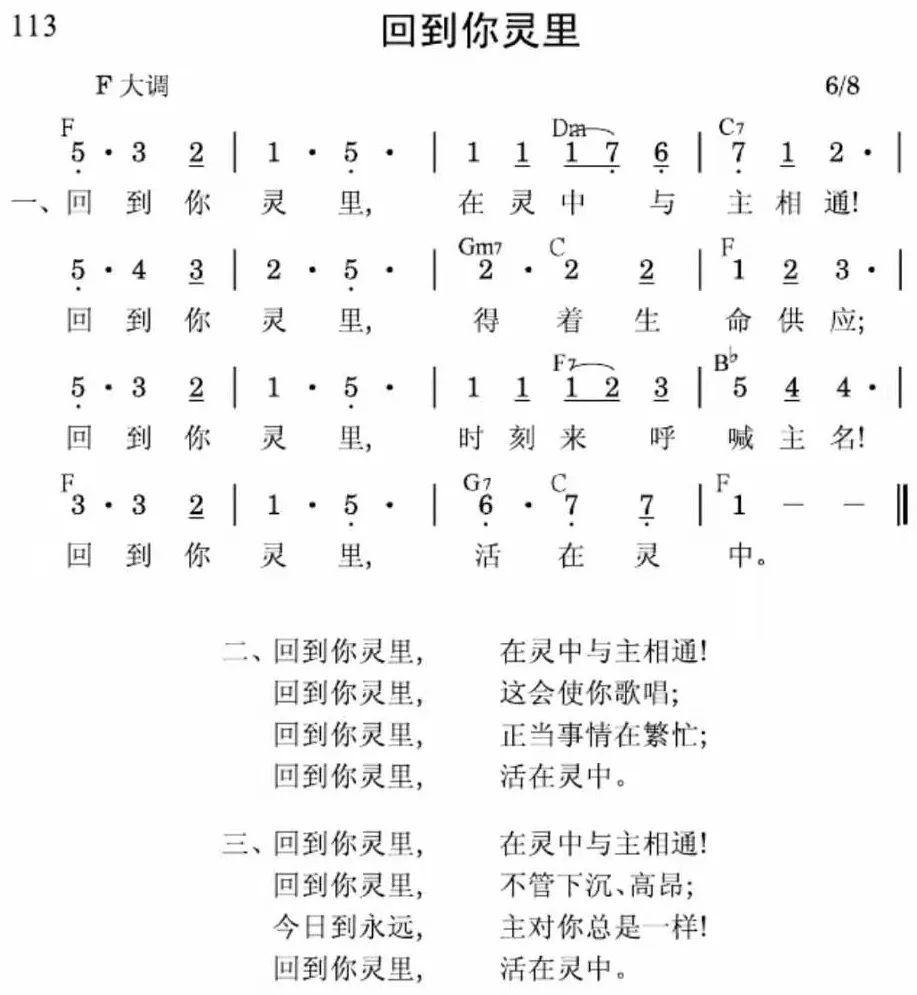 113 回到你灵里
F 大调 6/8
F Dm C7
5 · 3 2 | 1 · 5 · | 1 1 1 7 6 | 7 1 2 · |
一、回 到 你 灵 里, 在 灵 中 与 主 相 通!
Gm7 C F
5 · 4 3 | 2 · 5 · | 2 · 2 2 | 1 2 3 · |
回 到 你 灵 里, 得 着 生 命 供 应;
F7 B♭
5 · 3 2 | 1 · 5 · | 1 1 1 2 3 | 5 4 4 · |
回 到 你 灵 里, 时 刻 来 呼 喊 主 名!
F G7 C F
3 · 3 2 | 1 · 5 · | 6 · 7 7 | 1 — — ‖
回 到 你 灵 里, 活 在 灵 中。
二、回到你灵里, 在灵中与主相通!
回到你灵里, 这会使你歌唱;
回到你灵里, 正当事情在繁忙;
回到你灵里, 活在灵中。
三、回到你灵里, 在灵中与主相通!
回到你灵里, 不管下沉、高昂;
今日到永远, 主对你总是一样!
回到你灵里, 活在灵中。